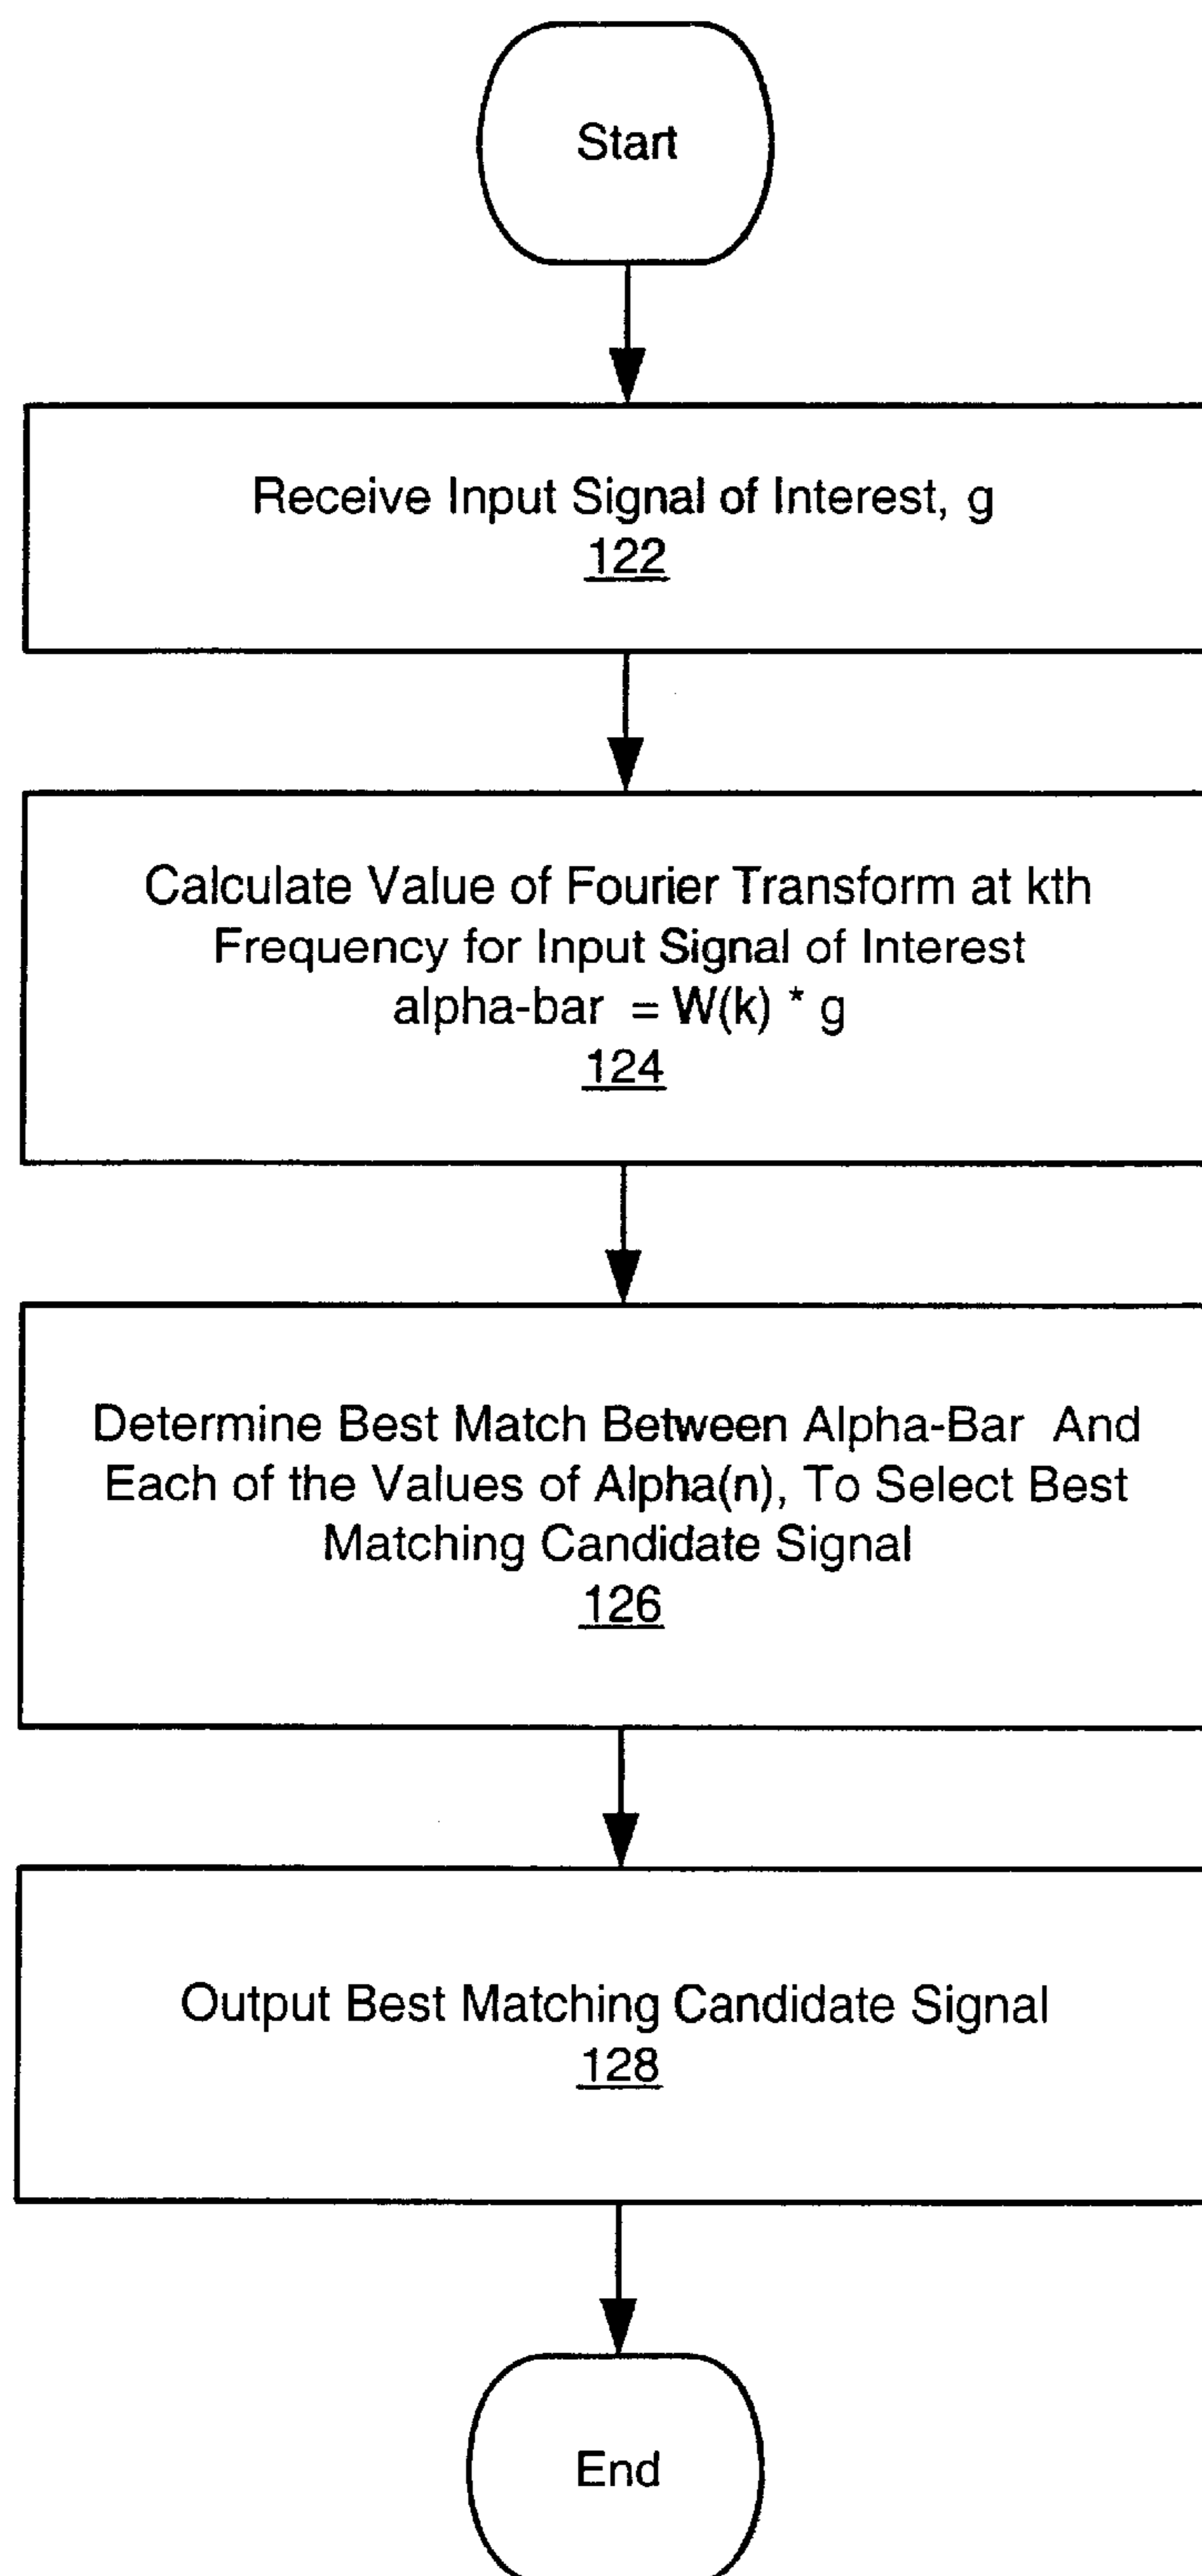 Start
Receive Input Signal of Interest, g
122
Calculate Value of Fourier Transform at kth
Frequency for Input Signal of Interest
alpha-bar = W(k) * g
124
Determine Best Match Between Alpha-Bar And
Each of the Values of Alpha(n), To Select Best
Matching Candidate Signal
126
Output Best Matching Candidate Signal
128
End